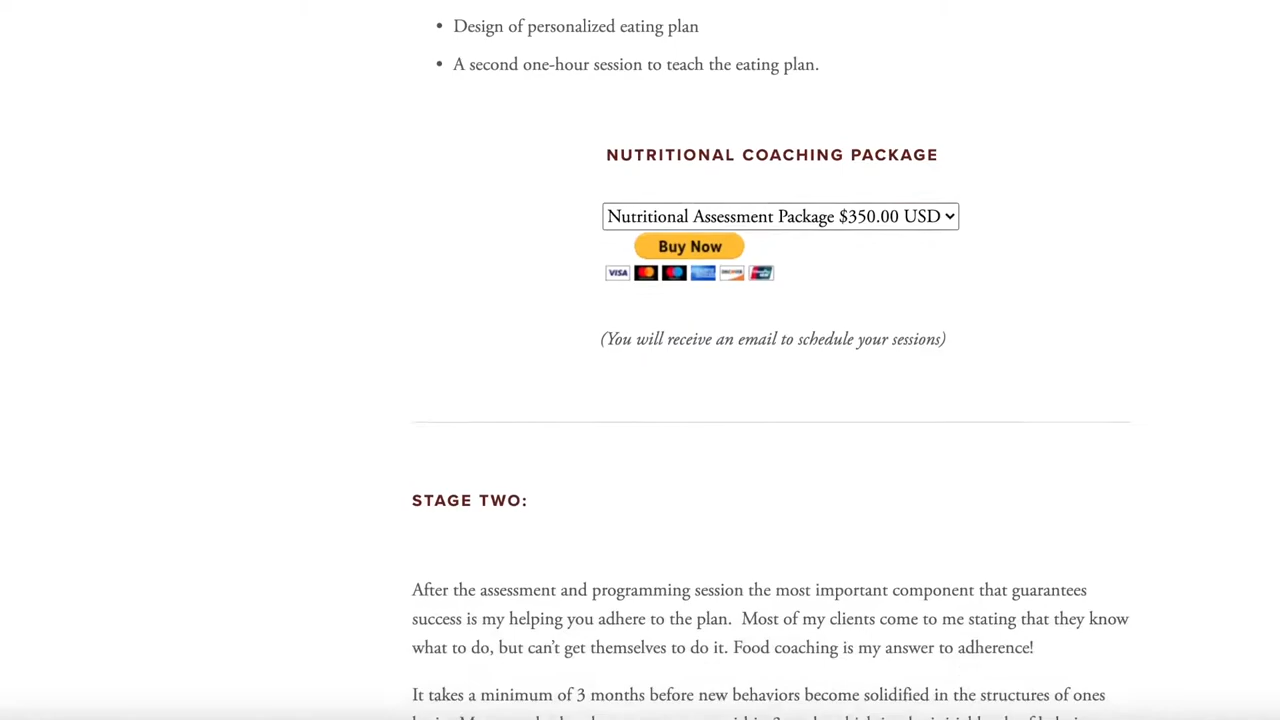 • Design of personalized eating plan
• A second one-hour session to teach the eating plan.
NUTRITIONAL COACHING PACKAGE
Nutritional Assessment Package $350.00 USD
Buy Now
VISA
(You will receive an email to schedule your sessions)
STAGE TWO:
After the assessment and programming session the most important component that guarantees
success is my helping you adhere to the plan.  Most of my clients come to me stating that they know
what to do, but can’t get themselves to do it. Food coaching is my answer to adherence!
It takes a minimum of 3 months before new behaviors become solidified in the structures of ones